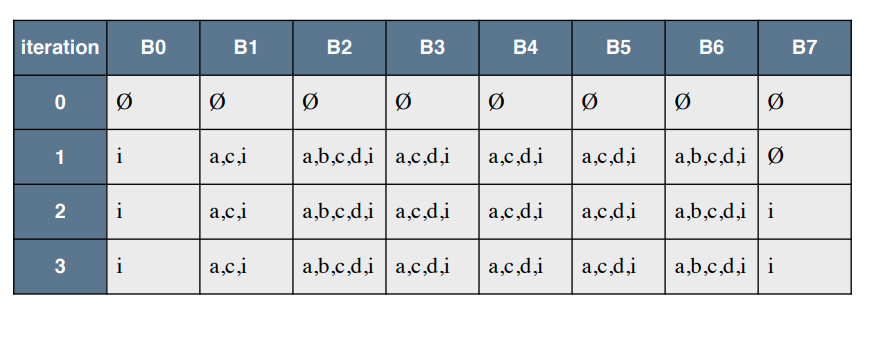 iteration B0 B1 B2 B3 B4 B5 B6 B7
0 Ø Ø Ø Ø Ø Ø Ø Ø
1 i a,c,i a,b,c,d,i a,c,d,i a,c,d,i a,c,d,i a,b,c,d,i Ø
2 i a,c,i a,b,c,d,i a,c,d,i a,c,d,i a,c,d,i a,b,c,d,i i
3 i a,c,i a,b,c,d,i a,c,d,i a,c,d,i a,c,d,i a,b,c,d,i i